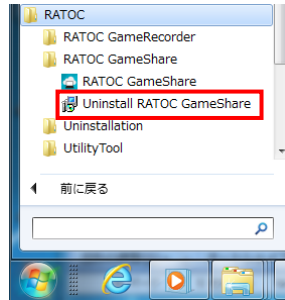 RATOC
RATOC GameRecorder
RATOC GameShare
RATOC GameShare
Uninstall RATOC GameShare
Uninstallation
UtilityTool
前に戻る